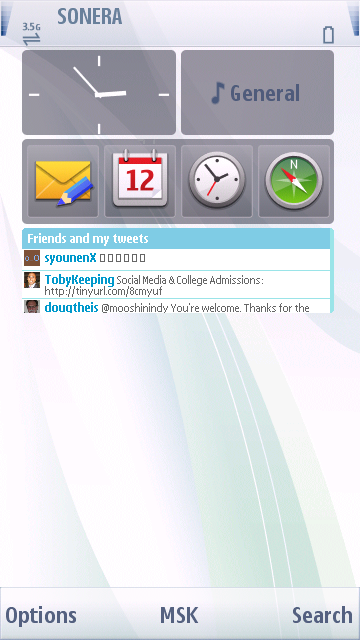 SONERA
3.5G
General
12
N
Friends and my tweets
syounenX □□□□□□
TobyKeeping Social Media & College Admissions:
http://tinyurl.com/8cmyuf
dougtheis @mooshinindy You're welcome. Thanks for the
Options MSK Search